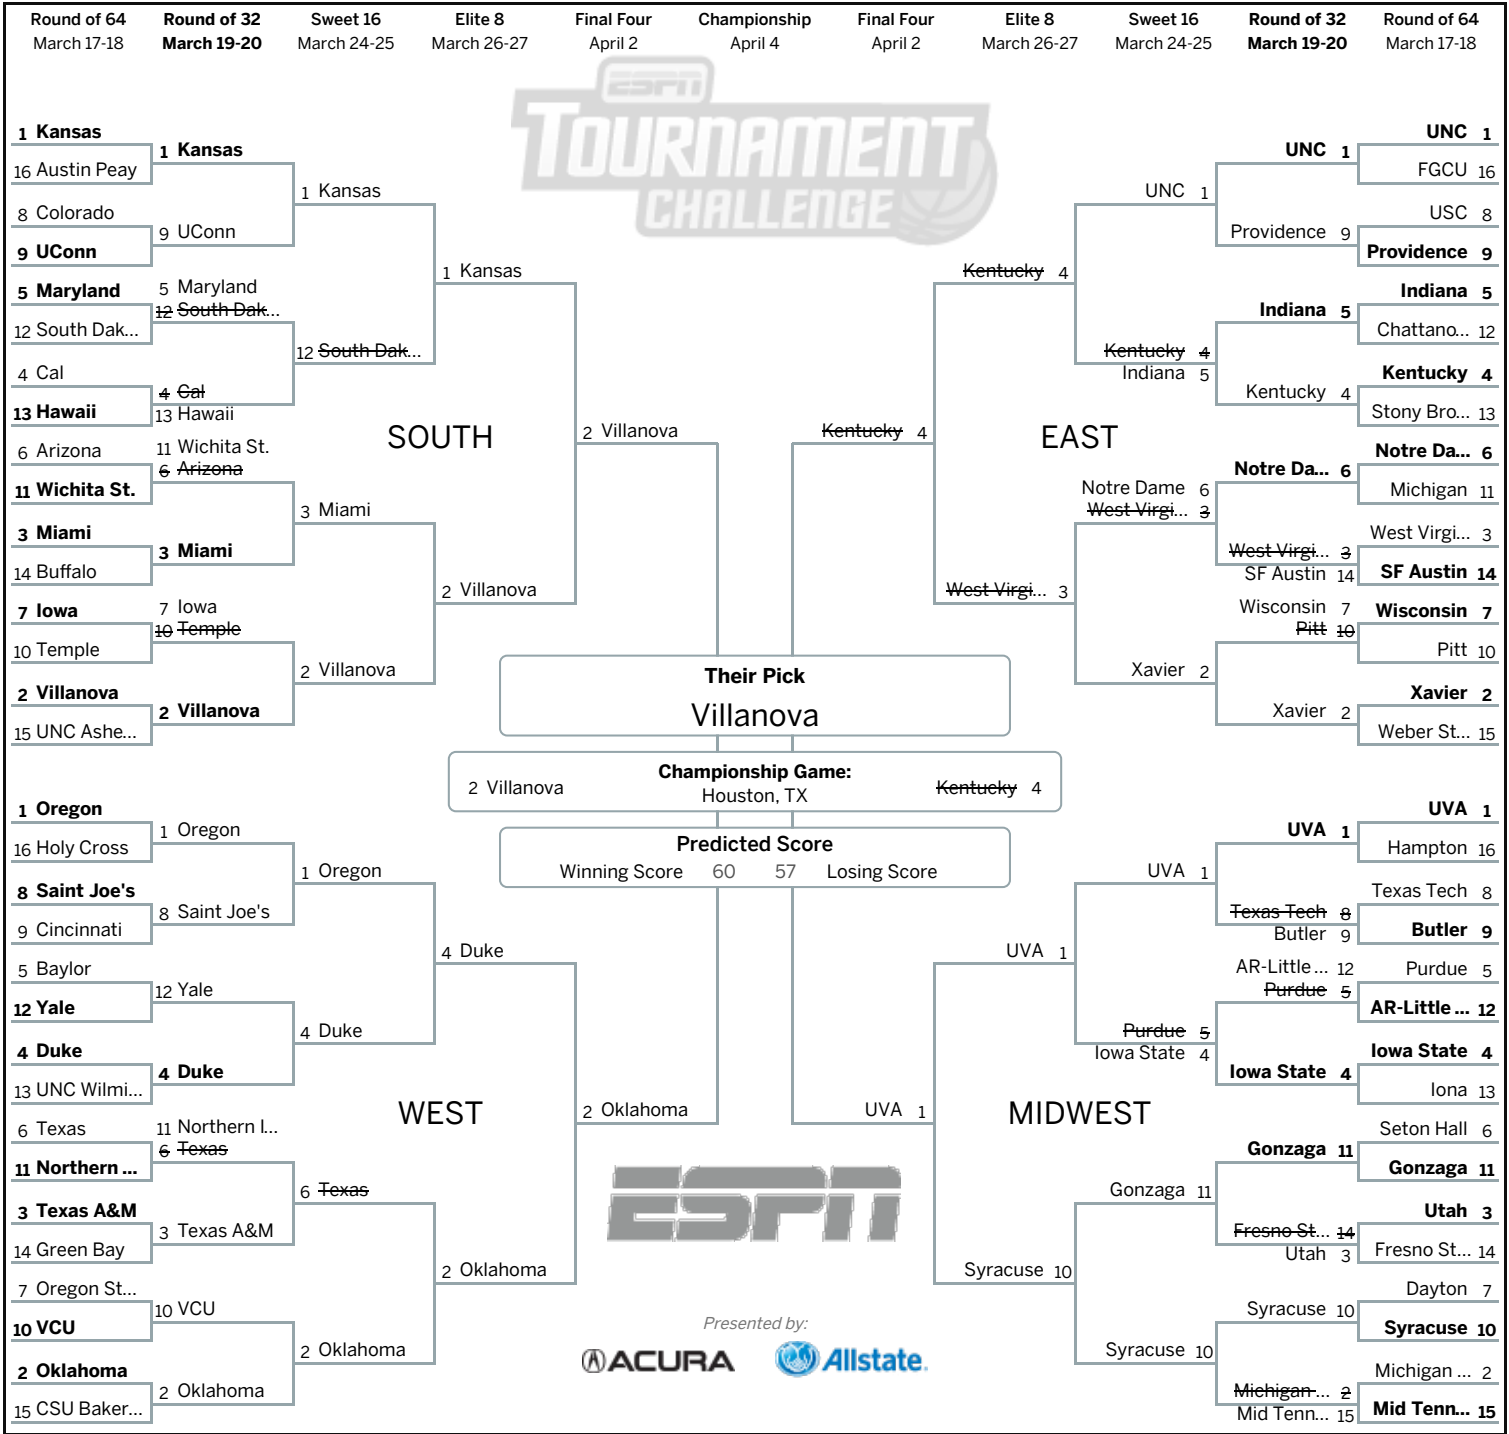 Round of 64 Round of 32 Sweet 16 Elite 8 Final Four Championship Final Four Elite 8 Sweet 16 Round of 32 Round of 64
March 17-18 March 19-20 March 24-25 March 26-27 April 2 April 4 April 2 March 26-27 March 24-25 March 19-20 March 17-18
ESPN
TOURNAMENT
CHALLENGE
1 Kansas
16 Austin Peay
8 Colorado
9 UConn
5 Maryland
12 South Dak...
4 Cal
13 Hawaii
6 Arizona
11 Wichita St.
3 Miami
14 Buffalo
7 Iowa
10 Temple
2 Villanova
15 UNC Ashe...
1 Kansas
9 UConn
5 Maryland
12 South Dak...
4 Cal
13 Hawaii
11 Wichita St.
6 Arizona
3 Miami
7 Iowa
10 Temple
2 Villanova
1 Kansas
12 South Dak...
3 Miami
2 Villanova
1 Kansas
2 Villanova
SOUTH
2 Villanova
1 Oregon
16 Holy Cross
8 Saint Joe's
9 Cincinnati
5 Baylor
12 Yale
4 Duke
13 UNC Wilmi...
6 Texas
11 Northern ...
3 Texas A&M
14 Green Bay
7 Oregon St...
10 VCU
2 Oklahoma
15 CSU Baker...
1 Oregon
8 Saint Joe's
12 Yale
4 Duke
11 Northern I...
6 Texas
3 Texas A&M
10 VCU
2 Oklahoma
1 Oregon
4 Duke
6 Texas
2 Oklahoma
4 Duke
2 Oklahoma
WEST
2 Oklahoma
Their Pick
Villanova
Championship Game:
2 Villanova Houston, TX Kentucky 4
Predicted Score
Winning Score 60 57 Losing Score
Kentucky 4
EAST
Kentucky 4
West Virgi... 3
UNC 1
Kentucky 4
Indiana 5
Notre Dame 6
West Virgi... 3
Xavier 2
UNC 1
Providence 9
Indiana 5
Kentucky 4
Notre Da... 6
West Virgi... 3
SF Austin 14
Wisconsin 7
Pitt 10
Xavier 2
UNC 1
FGCU 16
USC 8
Providence 9
Indiana 5
Chattano... 12
Kentucky 4
Stony Bro... 13
Notre Da... 6
Michigan 11
West Virgi... 3
SF Austin 14
Wisconsin 7
Pitt 10
Xavier 2
Weber St... 15
UVA 1
MIDWEST
UVA 1
Syracuse 10
UVA 1
Purdue 5
Iowa State 4
Gonzaga 11
Syracuse 10
UVA 1
Texas Tech 8
Butler 9
AR-Little ... 12
Purdue 5
Iowa State 4
Gonzaga 11
Fresno St... 14
Utah 3
Syracuse 10
Michigan ... 2
Mid Tenn... 15
UVA 1
Hampton 16
Texas Tech 8
Butler 9
Purdue 5
AR-Little ... 12
Iowa State 4
Iona 13
Seton Hall 6
Gonzaga 11
Utah 3
Fresno St... 14
Dayton 7
Syracuse 10
Michigan ... 2
Mid Tenn... 15
ESPN
Presented by:
ACURA Allstate.